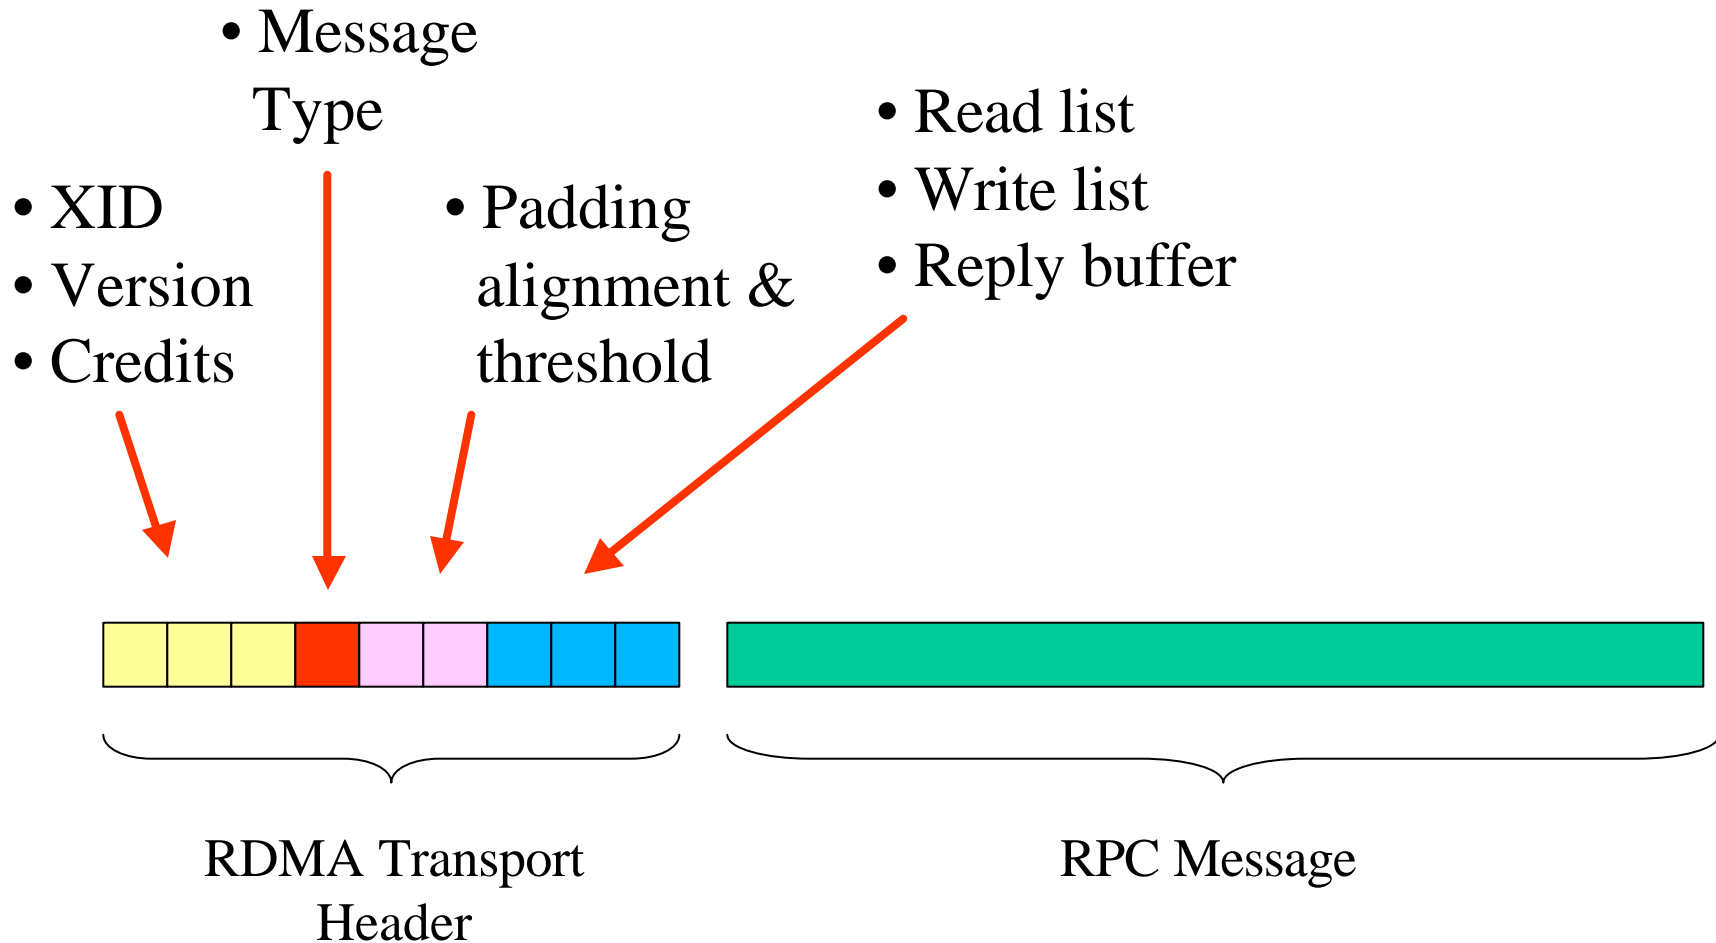 • Message
Type
• XID
• Version
• Credits
• Padding
alignment &
threshold
• Read list
• Write list
• Reply buffer
RDMA Transport
Header
RPC Message